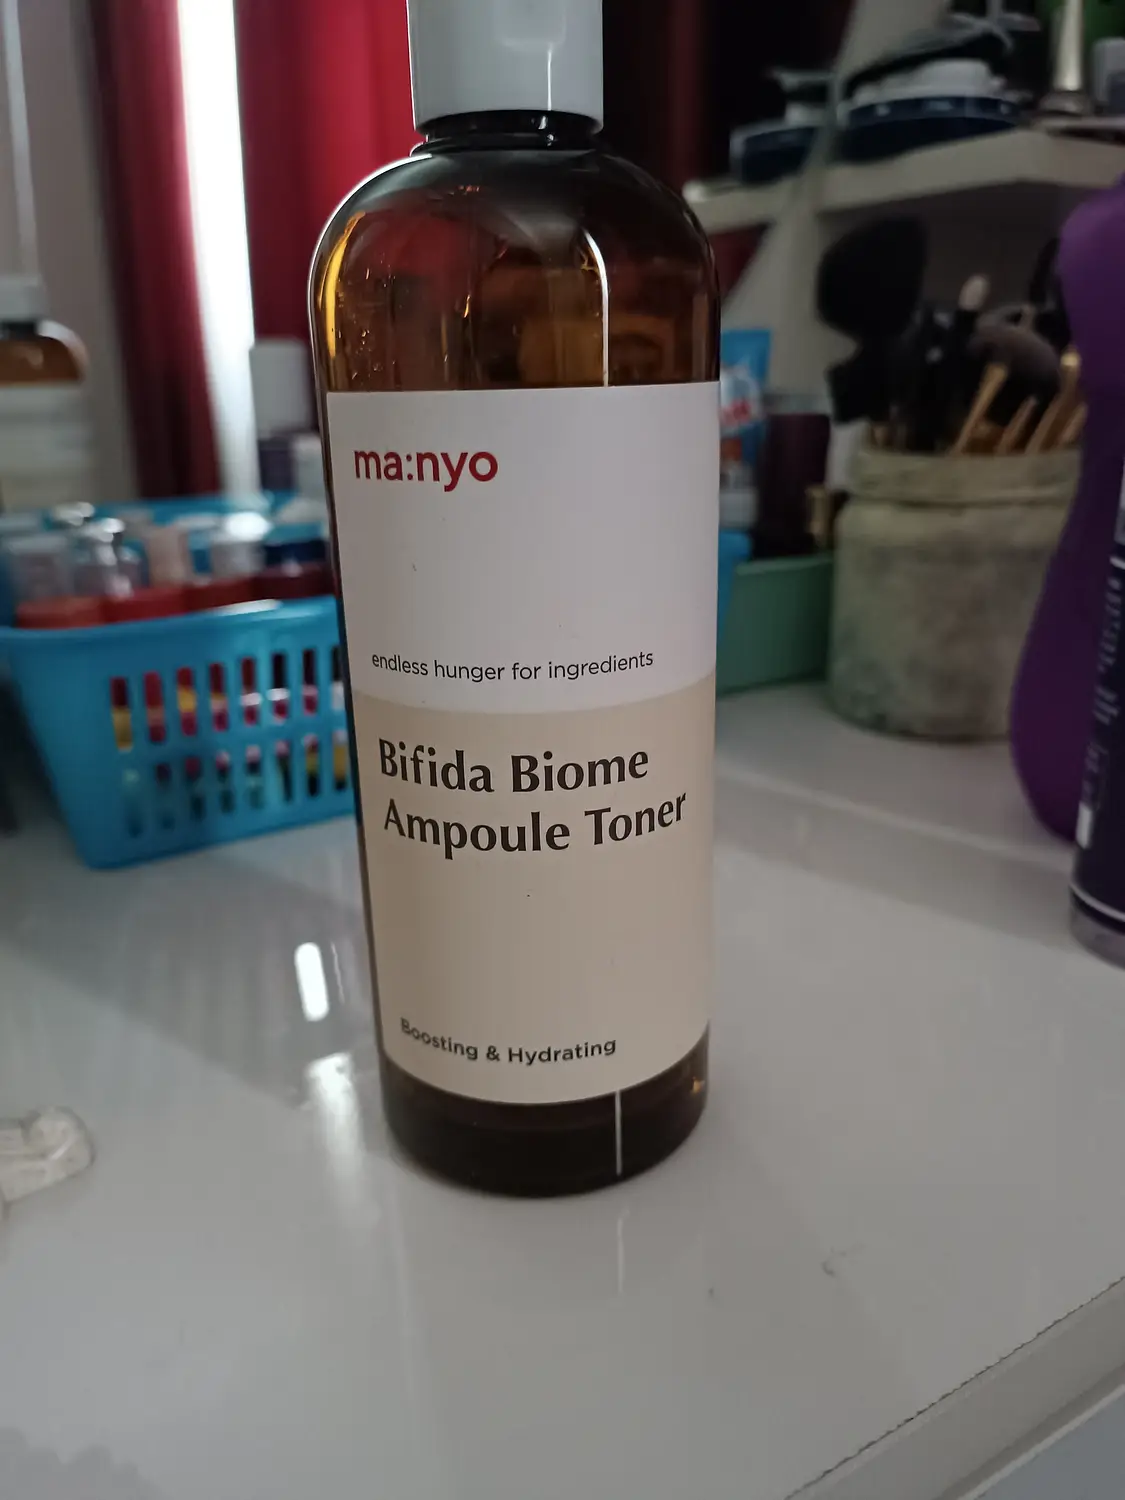 ma:nyo
endless hunger for ingredients
Bifida Biome
Ampoule Toner
Boosting & Hydrating